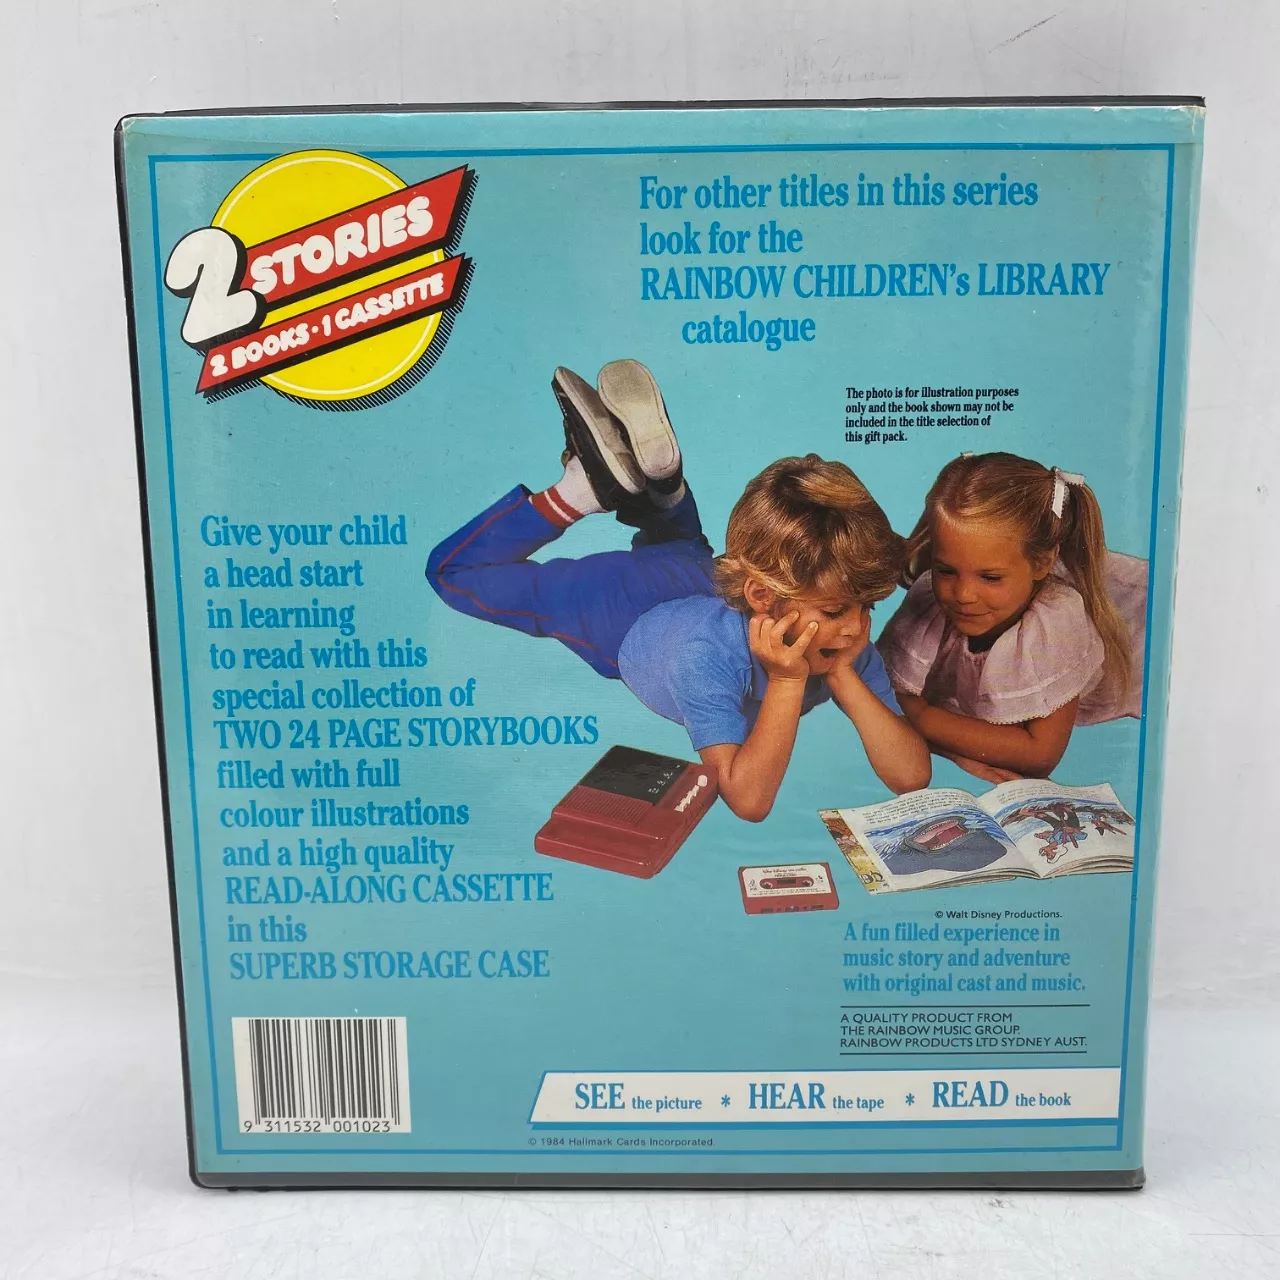 2 STORIES
2 BOOKS · 1 CASSETTE
For other titles in this series
look for the
RAINBOW CHILDREN's LIBRARY
catalogue
The photo is for illustration purposes
only and the book shown may not be
included in the title selection of
this gift pack.
Give your child
a head start
in learning
to read with this
special collection of
TWO 24 PAGE STORYBOOKS
filled with full
colour illustrations
and a high quality
READ-ALONG CASSETTE
in this
SUPERB STORAGE CASE
© Walt Disney Productions.
A fun filled experience in
music story and adventure
with original cast and music.
A QUALITY PRODUCT FROM
THE RAINBOW MUSIC GROUP.
RAINBOW PRODUCTS LTD SYDNEY AUST.
SEE the picture * HEAR the tape * READ the book
9 311532 001023
© 1984 Hallmark Cards Incorporated.